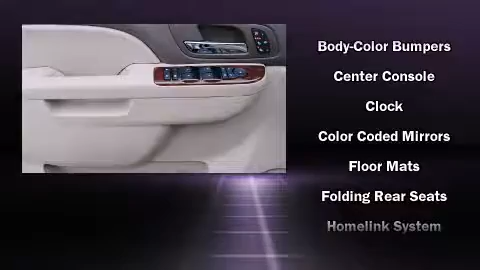 Body-Color Bumpers
Center Console
Clock
Color Coded Mirrors
Floor Mats
Folding Rear Seats
Homelink System